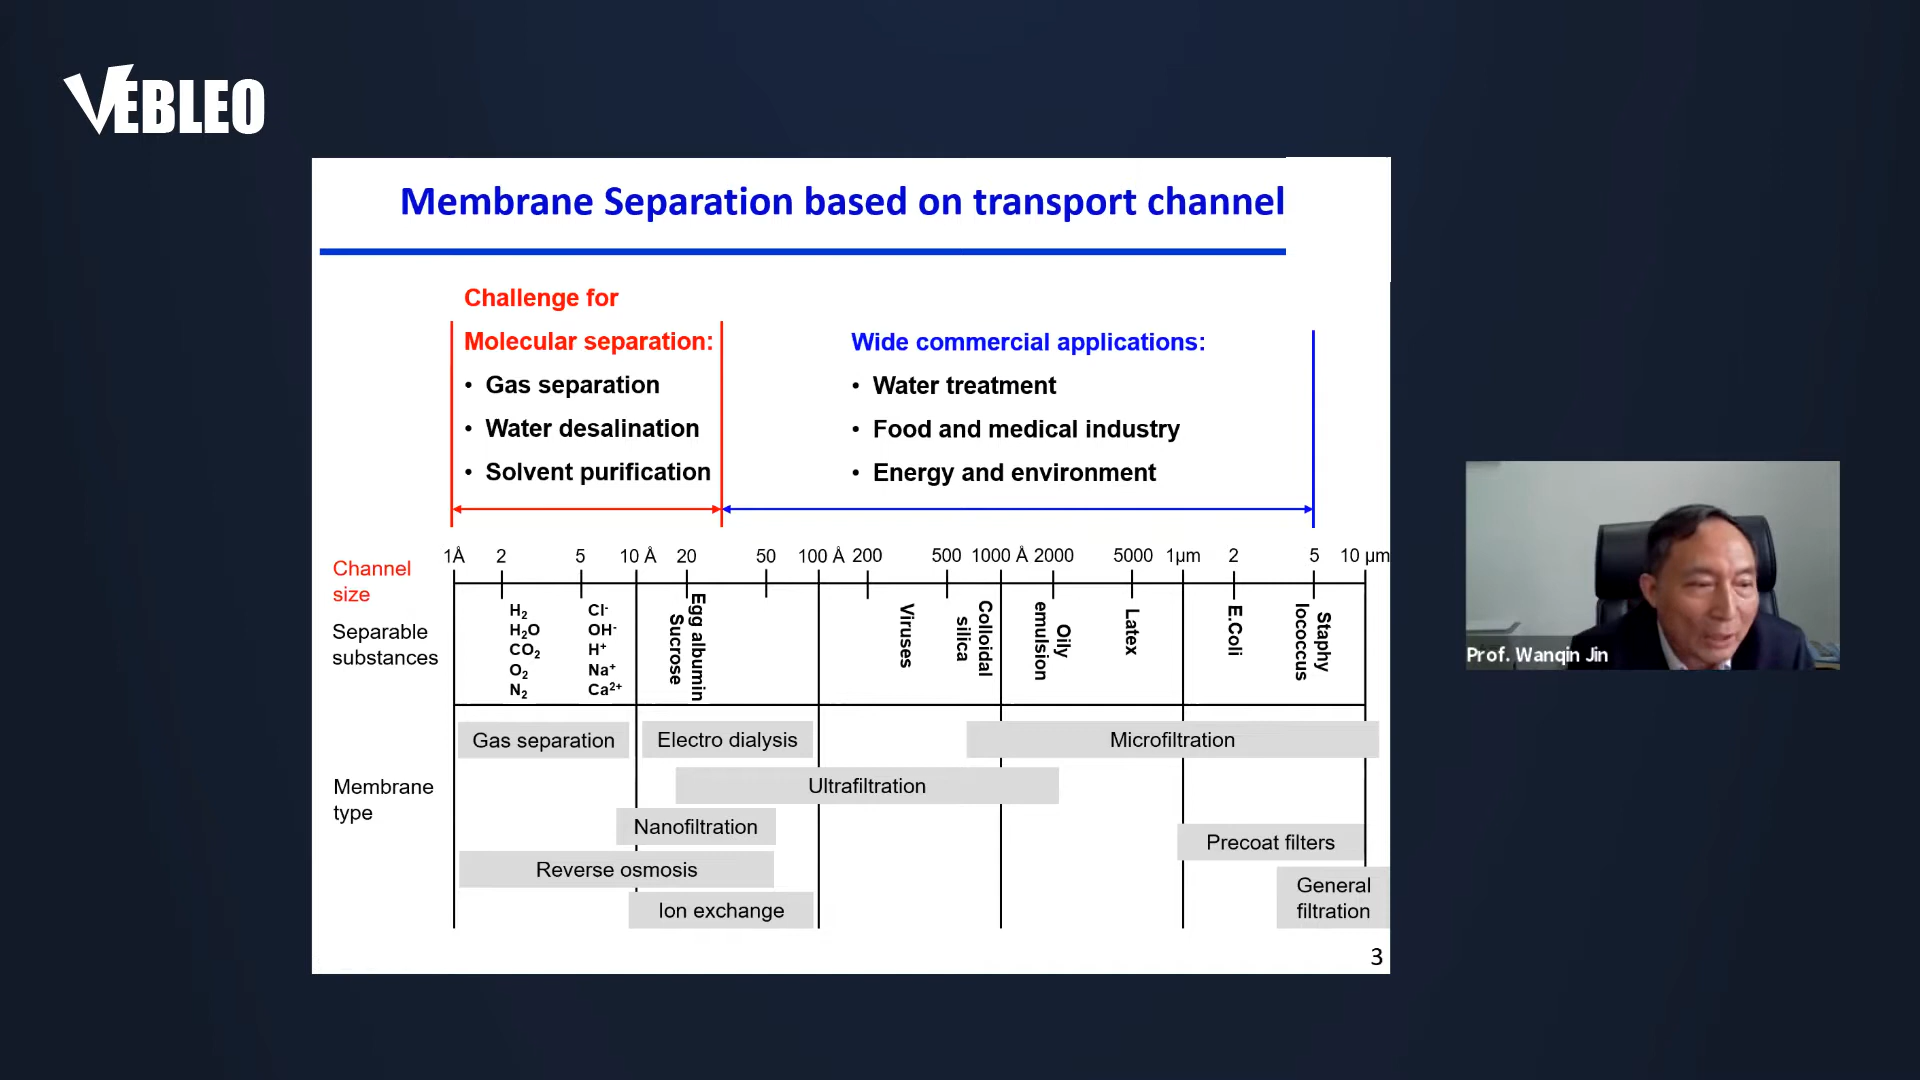 VEBLEO
Membrane Separation based on transport channel
Challenge for
Molecular separation:
• Gas separation
• Water desalination
• Solvent purification
Wide commercial applications:
• Water treatment
• Food and medical industry
• Energy and environment
Channel
size
1Å 2 5 10 Å 20 50 100 Å 200 500 1000 Å 2000 5000 1µm 2 5 10 µm
Separable
substances
H₂
H₂O
CO₂
O₂
N₂
Cl⁻
OH⁻
H⁺
Na⁺
Ca²⁺
Egg albumin
Sucrose
Viruses
Colloidal
silica
Oily
emulsion
Latex
E.Coli
Staphy
lococcus
Membrane
type
Gas separation
Electro dialysis
Microfiltration
Ultrafiltration
Nanofiltration
Precoat filters
Reverse osmosis
General
filtration
Ion exchange
3
Prof. Wanqin Jin